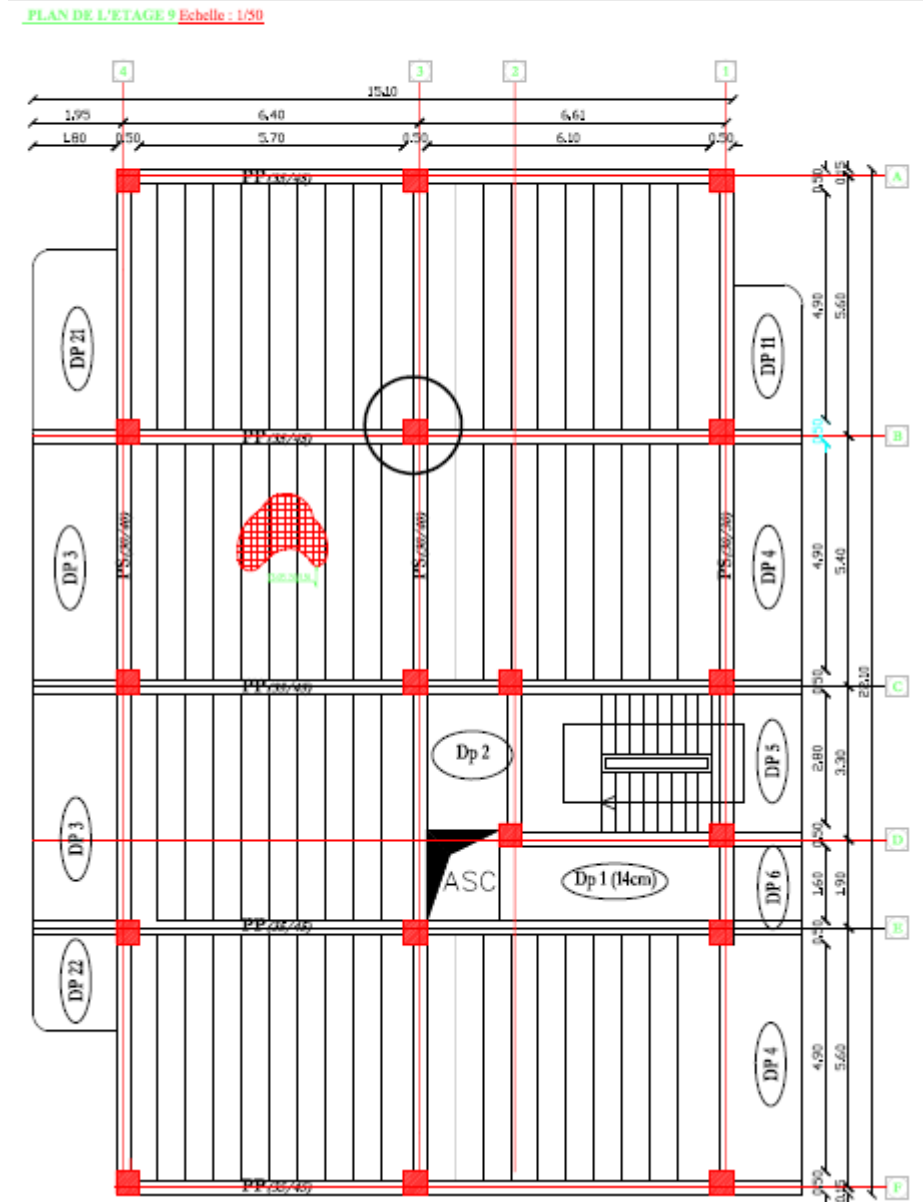 PLAN DE L'ETAGE 9 Echelle : 1/50
4 3 2 1
15.10
1.95 6.40 6.61
1.80 0.50 5.70 0.50 6.10 0.50
PP (35/45)
0.50 0.15
A
DP 21
4.90 5.60
DP 11
PP (35/45)
0.50
B
DP 3
PS (30/40)
PS (30/40)
PS (30/30)
DP 4
4.90 5.40
PP (35/45)
0.50 22.10
C
Dp 2
DP 5
2.80 3.30
DP 3
0.50
D
ASC
Dp 1 (14cm)
DP 6
1.60 1.90
PP (35/45)
0.50
E
DP 22
DP 4
4.90 5.60
PP (35/45)
0.50 0.15
F